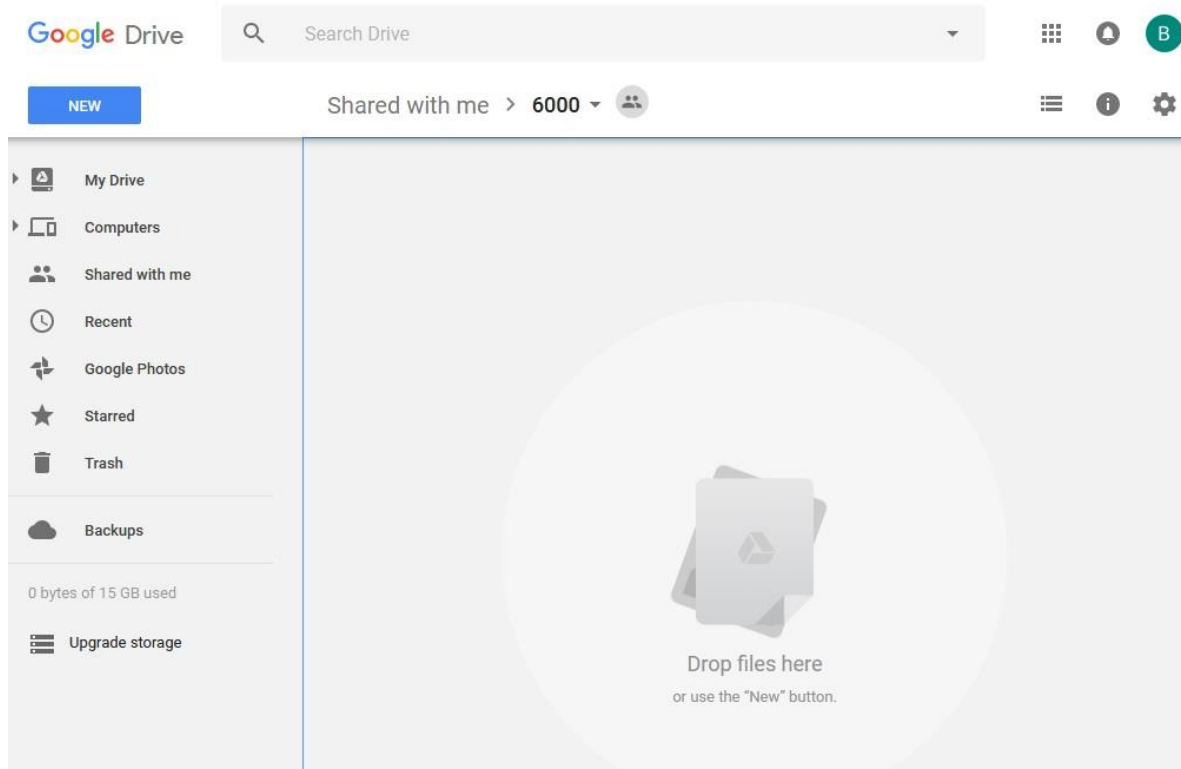 Google Drive
Search Drive
B
NEW
Shared with me > 6000
My Drive
Computers
Shared with me
Recent
Google Photos
Starred
Trash
Backups
0 bytes of 15 GB used
Upgrade storage
Drop files here
or use the “New” button.